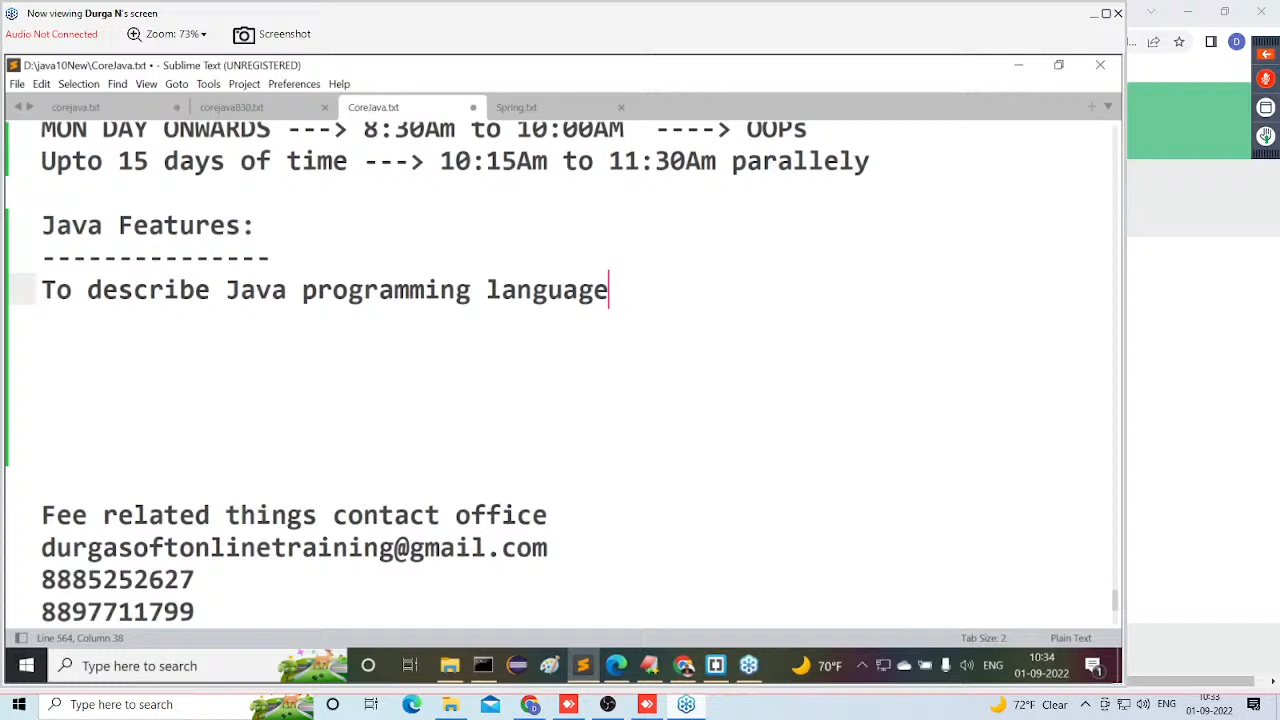 Now viewing Durga N's screen
Audio Not Connected
Zoom: 73%
Screenshot
D:\java10New\CoreJava.txt • - Sublime Text (UNREGISTERED)
File Edit Selection Find View Goto Tools Project Preferences Help
corejava.txt corejava830.txt CoreJava.txt Spring.txt
MON DAY ONWARDS ---> 8:30Am to 10:00AM ----> OOPs
Upto 15 days of time ---> 10:15Am to 11:30Am parallely
Java Features:
---------------
To describe Java programming language
Fee related things contact office
durgasoftonlinetraining@gmail.com
8885252627
8897711799
Line 564, Column 38 Tab Size: 2 Plain Text
Type here to search 70°F ENG 10:34
01-09-2022
Type here to search 72°F Clear ENG 10:33
01-09-2022